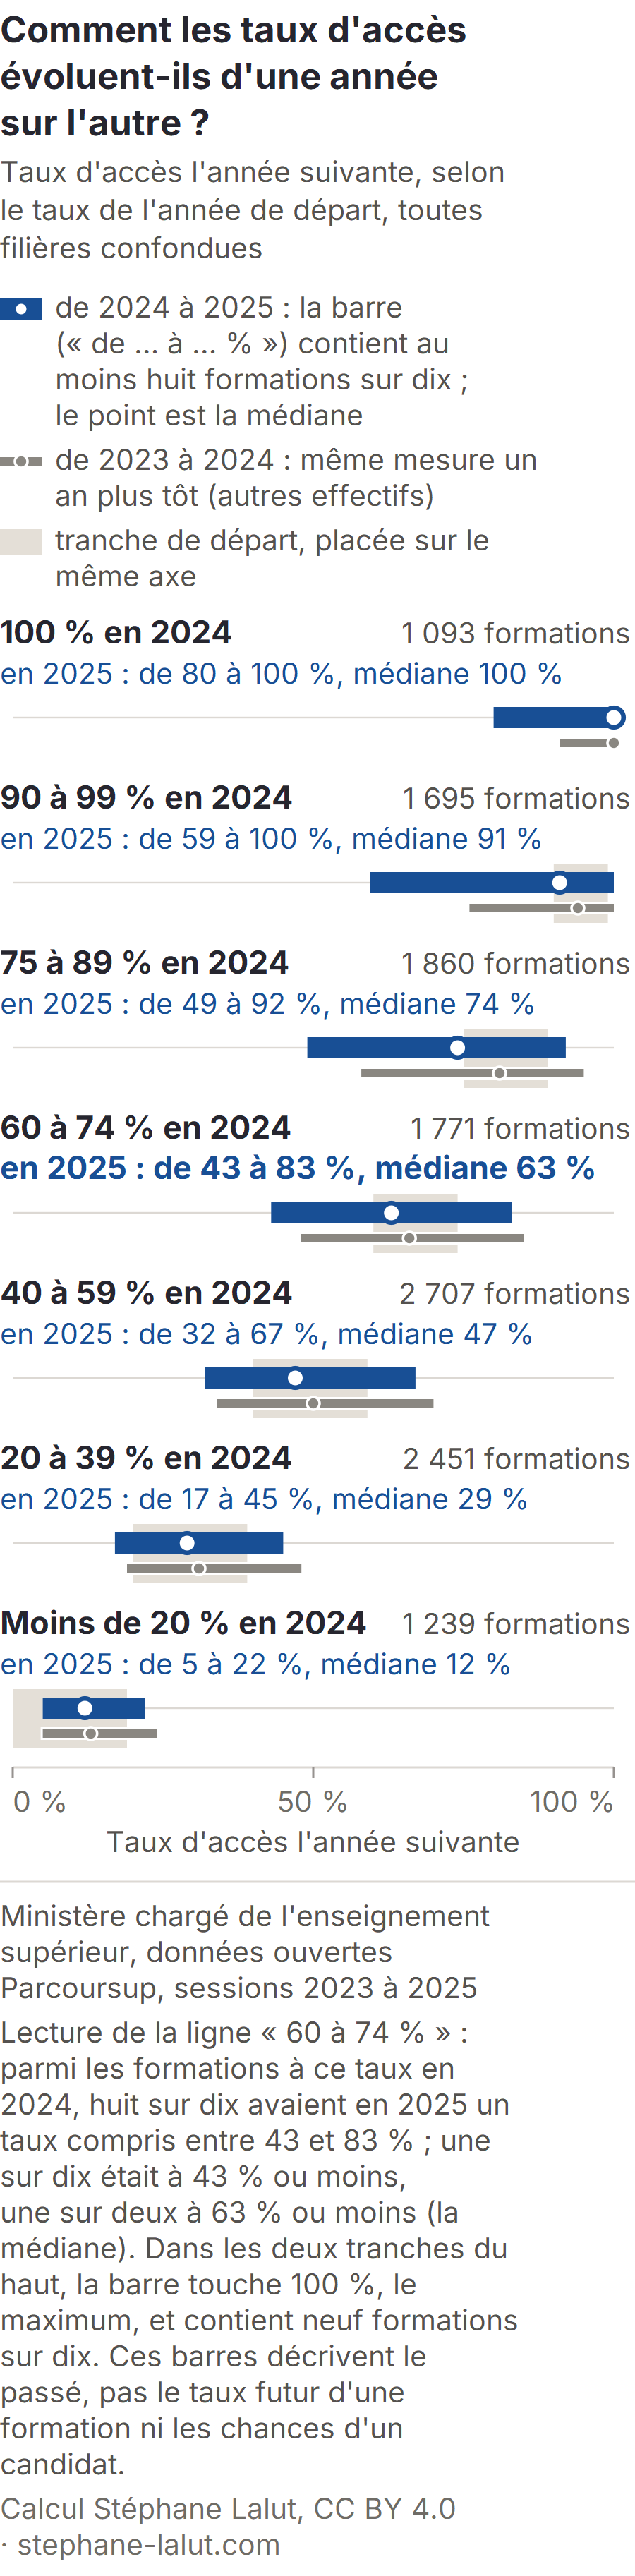 Comment les taux d'accès
évoluent-ils d'une année
sur l'autre ?
Taux d'accès l'année suivante, selon
le taux de l'année de départ, toutes
filières confondues
de 2024 à 2025 : la barre
(« de ... à ... % ») contient au
moins huit formations sur dix ;
le point est la médiane
de 2023 à 2024 : même mesure un
an plus tôt (autres effectifs)
tranche de départ, placée sur le
même axe
100 % en 2024 1 093 formations
en 2025 : de 80 à 100 %, médiane 100 %
90 à 99 % en 2024 1 695 formations
en 2025 : de 59 à 100 %, médiane 91 %
75 à 89 % en 2024 1 860 formations
en 2025 : de 49 à 92 %, médiane 74 %
60 à 74 % en 2024 1 771 formations
en 2025 : de 43 à 83 %, médiane 63 %
40 à 59 % en 2024 2 707 formations
en 2025 : de 32 à 67 %, médiane 47 %
20 à 39 % en 2024 2 451 formations
en 2025 : de 17 à 45 %, médiane 29 %
Moins de 20 % en 2024 1 239 formations
en 2025 : de 5 à 22 %, médiane 12 %
0 % 50 % 100 %
Taux d'accès l'année suivante
Ministère chargé de l'enseignement
supérieur, données ouvertes
Parcoursup, sessions 2023 à 2025
Lecture de la ligne « 60 à 74 % » :
parmi les formations à ce taux en
2024, huit sur dix avaient en 2025 un
taux compris entre 43 et 83 % ; une
sur dix était à 43 % ou moins,
une sur deux à 63 % ou moins (la
médiane). Dans les deux tranches du
haut, la barre touche 100 %, le
maximum, et contient neuf formations
sur dix. Ces barres décrivent le
passé, pas le taux futur d'une
formation ni les chances d'un
candidat.
Calcul Stéphane Lalut, CC BY 4.0
· stephane-lalut.com